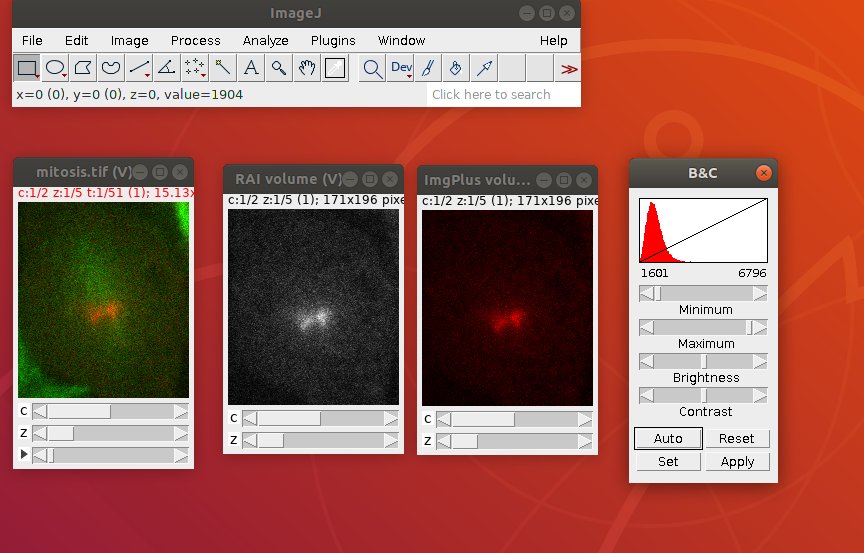 ImageJ
File Edit Image Process Analyze Plugins Window Help
A Dev >>
x=0 (0), y=0 (0), z=0, value=1904 Click here to search
mitosis.tif (V)
c:1/2 z:1/5 t:1/51 (1); 15.13x
c
z
RAI volume (V)
c:1/2 z:1/5 (1); 171x196 pixe
c
z
ImgPlus volu...
c:1/2 z:1/5 (1); 171x196 pixe
c
z
B&C
1601 6796
Minimum
Maximum
Brightness
Contrast
Auto Reset
Set Apply